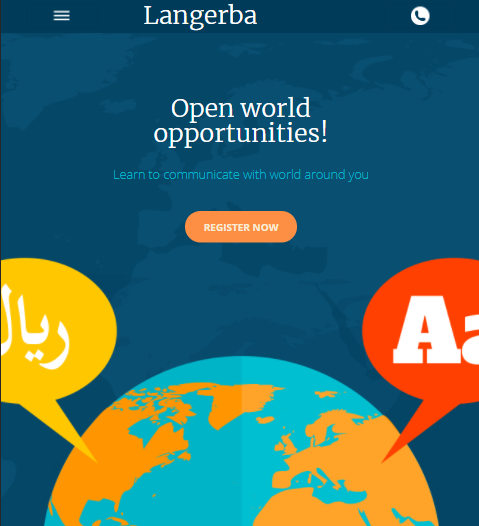 Langerba
Open world
opportunities!
Learn to communicate with world around you
REGISTER NOW
ريال
Aa